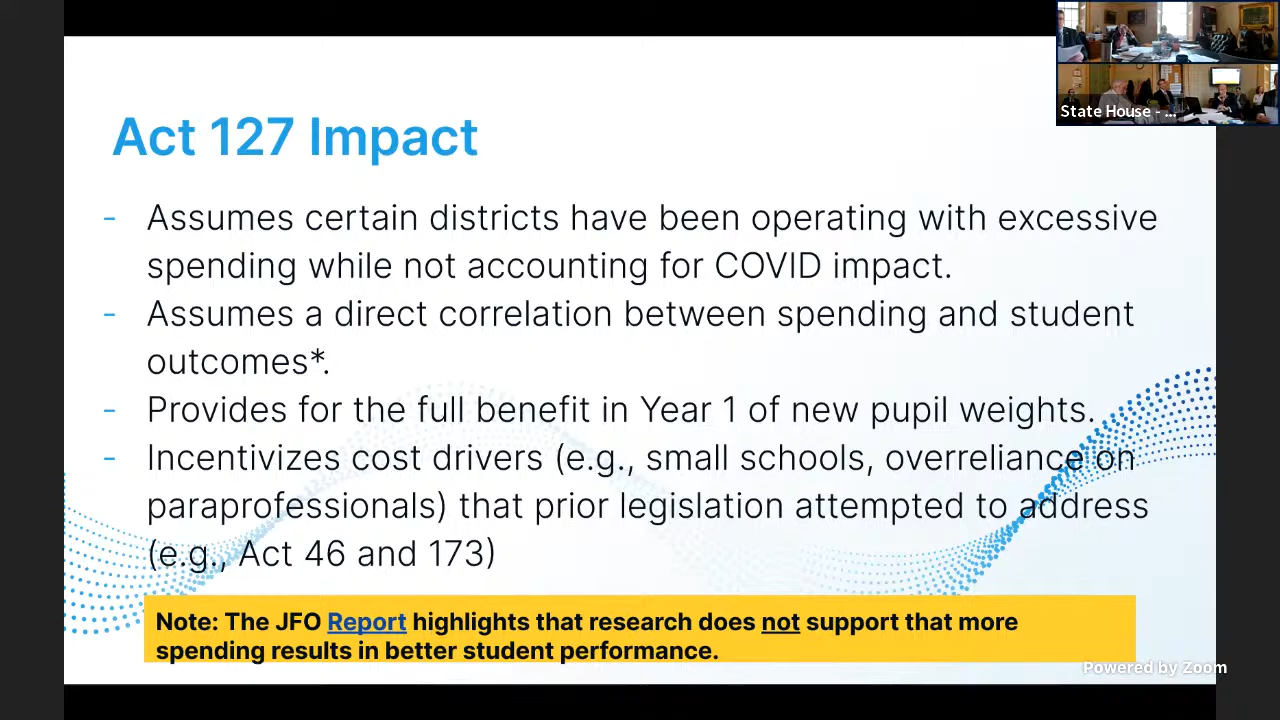 State House - ...
Act 127 Impact
- Assumes certain districts have been operating with excessive
spending while not accounting for COVID impact.
- Assumes a direct correlation between spending and student
outcomes*.
- Provides for the full benefit in Year 1 of new pupil weights.
- Incentivizes cost drivers (e.g., small schools, overreliance on
paraprofessionals) that prior legislation attempted to address
(e.g., Act 46 and 173)
Note: The JFO Report highlights that research does not support that more
spending results in better student performance.
Powered by Zoom